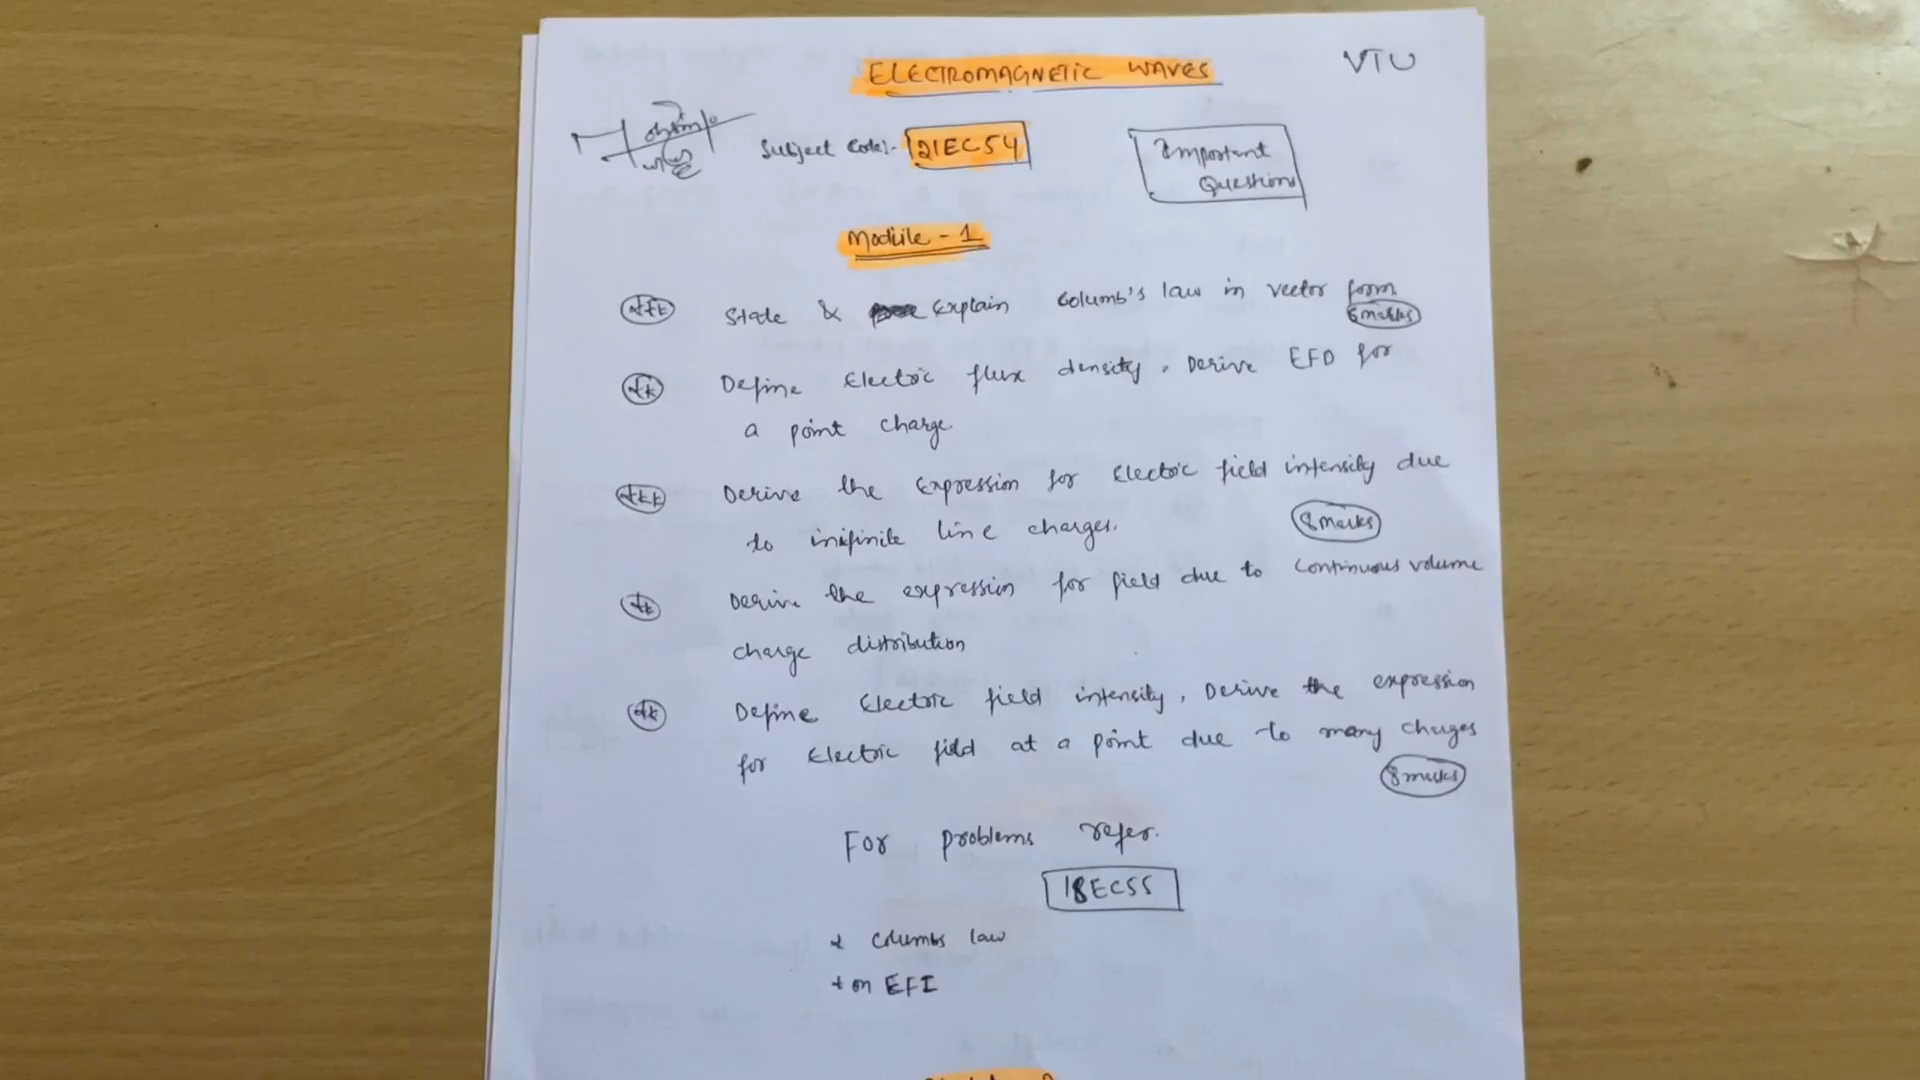 ELECTROMAGNETIC WAVES
VTU
Subject Code:- 21EC54
Important
Questions
Module - 1
State & Explain Columb's law in vector form
6 marks
Define Electric flux density, Derive EFD for
a point charge.
Derive the Expression for Electric field intensity due
to inifinite line charges.
8 marks
Derive the expression for field due to continuous volume
charge distribution
Define Electric field intensity, Derive the expression
for Electric field at a point due to many charges
8 marks
For problems refer.
18EC55
* Columbs law
* on EFI